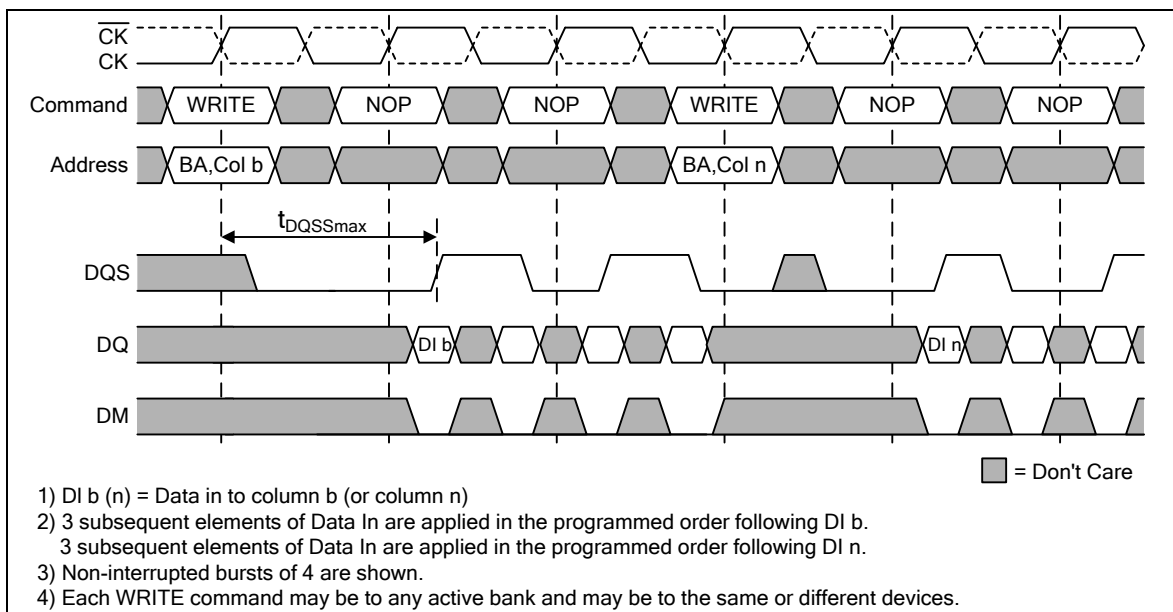 CK
CK
Command WRITE NOP NOP WRITE NOP NOP
Address BA,Col b BA,Col n
tDQSSmax
DQS
DQ DI b DI n
DM
= Don't Care
1) DI b (n) = Data in to column b (or column n)
2) 3 subsequent elements of Data In are applied in the programmed order following DI b.
3 subsequent elements of Data In are applied in the programmed order following DI n.
3) Non-interrupted bursts of 4 are shown.
4) Each WRITE command may be to any active bank and may be to the same or different devices.